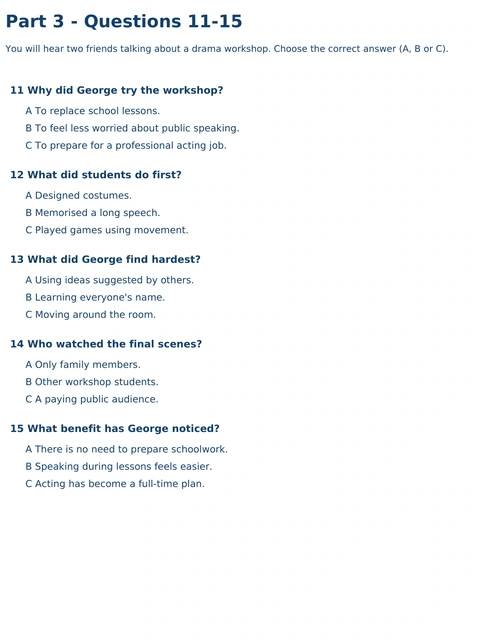 Part 3 - Questions 11-15
You will hear two friends talking about a drama workshop. Choose the correct answer (A, B or C).
11 Why did George try the workshop?
A To replace school lessons.
B To feel less worried about public speaking.
C To prepare for a professional acting job.
12 What did students do first?
A Designed costumes.
B Memorised a long speech.
C Played games using movement.
13 What did George find hardest?
A Using ideas suggested by others.
B Learning everyone's name.
C Moving around the room.
14 Who watched the final scenes?
A Only family members.
B Other workshop students.
C A paying public audience.
15 What benefit has George noticed?
A There is no need to prepare schoolwork.
B Speaking during lessons feels easier.
C Acting has become a full-time plan.